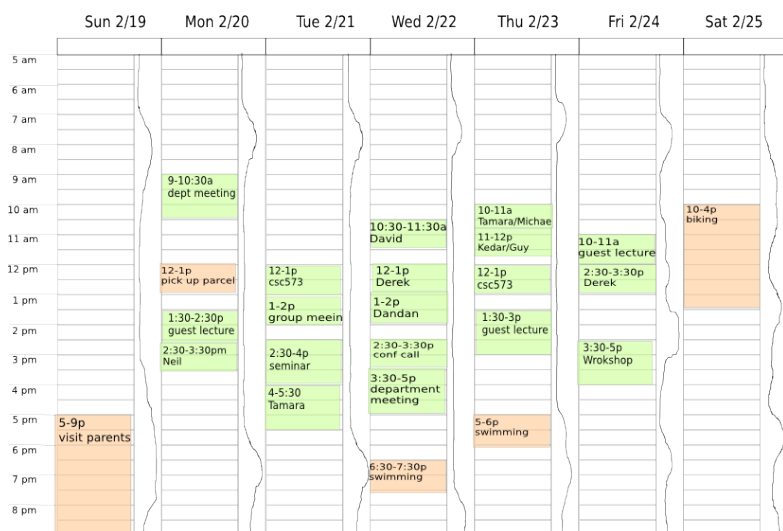 Sun 2/19
Mon 2/20
Tue 2/21
Wed 2/22
Thu 2/23
Fri 2/24
Sat 2/25
5 am
6 am
7 am
8 am
9 am
10 am
11 am
12 pm
1 pm
2 pm
3 pm
4 pm
5 pm
6 pm
7 pm
8 pm
5-9p
visit parents
9-10:30a
dept meeting
12-1p
pick up parcel
1:30-2:30p
guest lecture
2:30-3:30pm
Neil
12-1p
csc573
1-2p
group meein
2:30-4p
seminar
4-5:30
Tamara
10:30-11:30a
David
12-1p
Derek
1-2p
Dandan
2:30-3:30p
conf call
3:30-5p
department
meeting
6:30-7:30p
swimming
10-11a
Tamara/Michae
11-12p
Kedar/Guy
12-1p
csc573
1:30-3p
guest lecture
5-6p
swimming
10-11a
guest lecture
2:30-3:30p
Derek
3:30-5p
Wrokshop
10-4p
biking